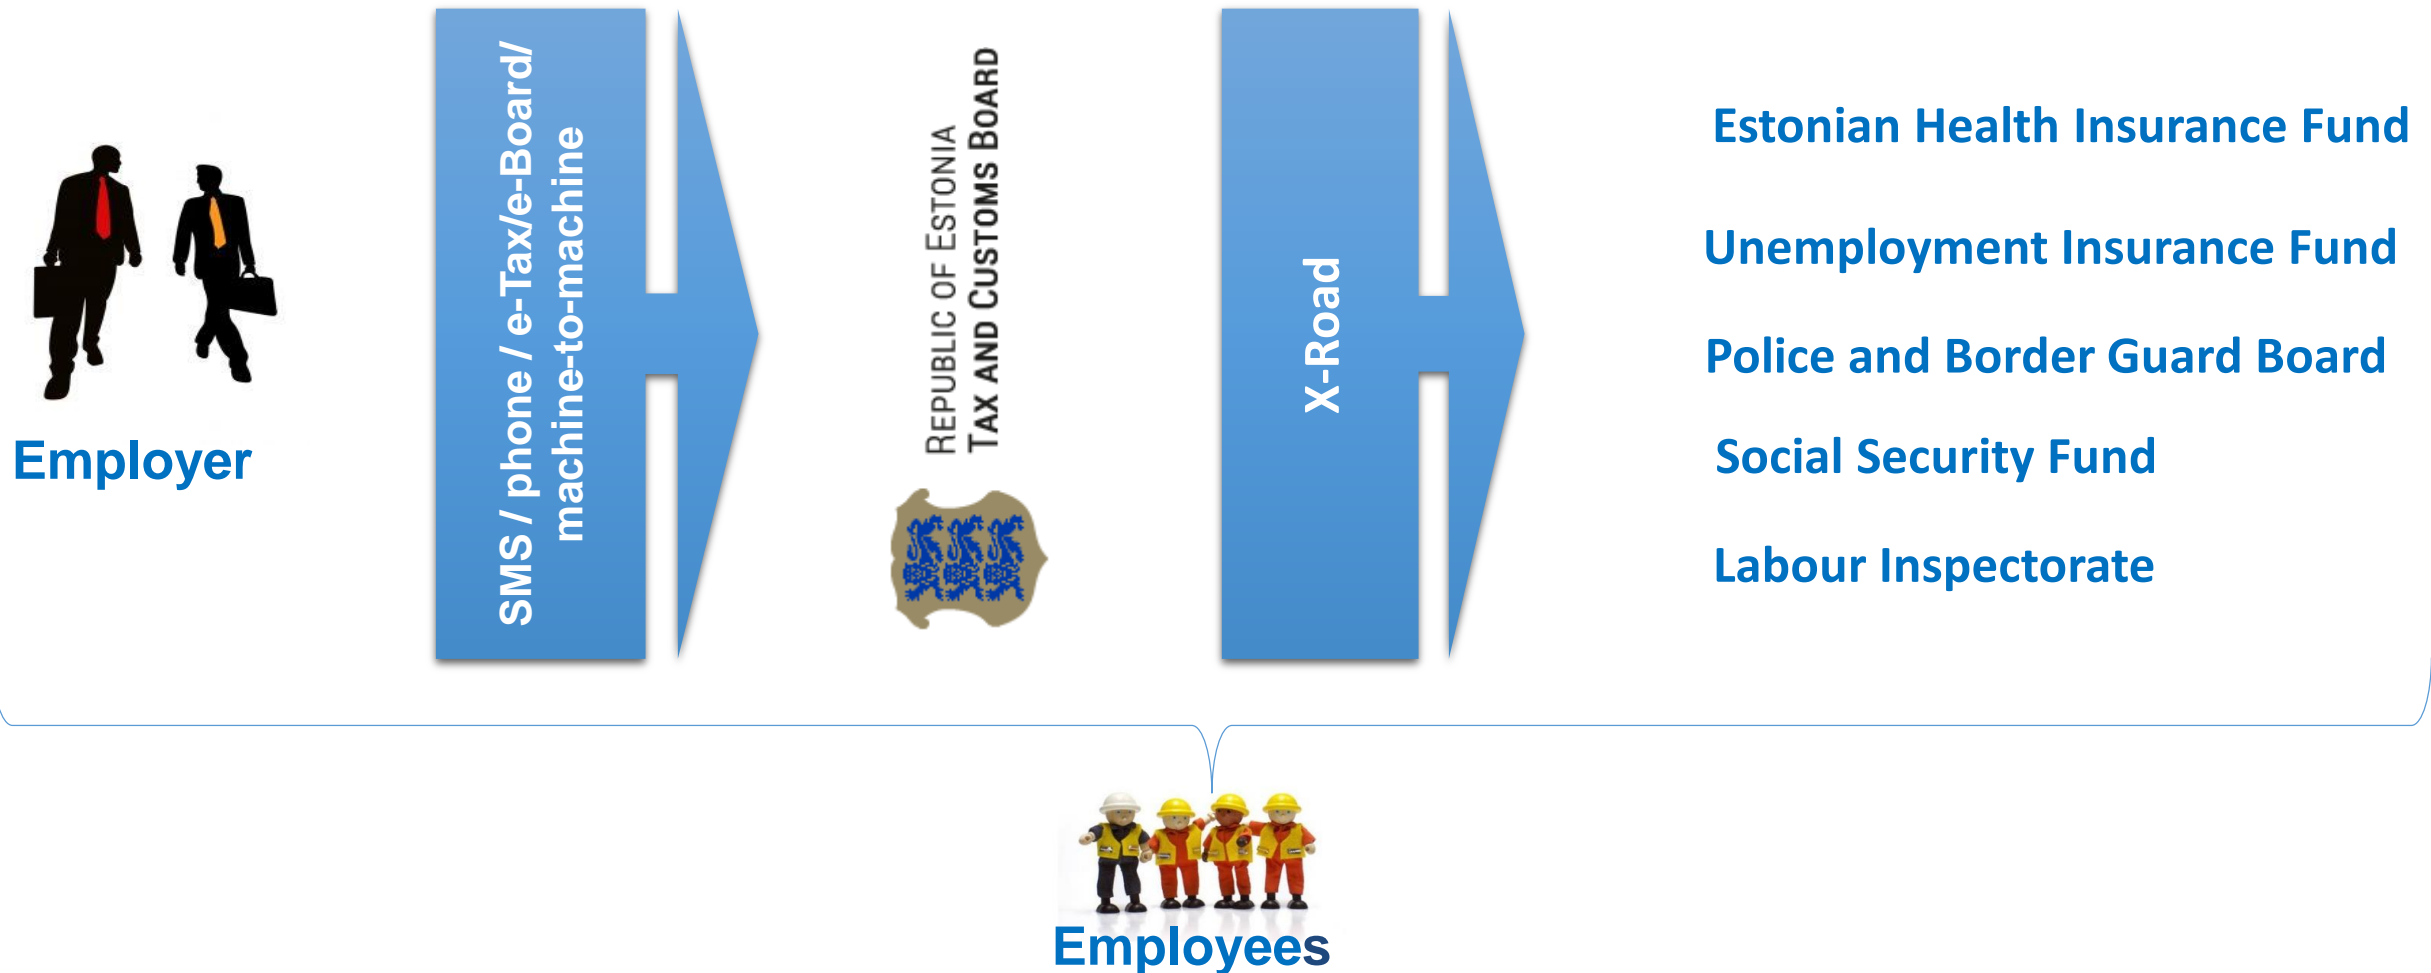 Employer
SMS / phone / e-Tax/e-Board/
machine-to-machine
REPUBLIC OF ESTONIA
TAX AND CUSTOMS BOARD
X-Road
Estonian Health Insurance Fund
Unemployment Insurance Fund
Police and Border Guard Board
Social Security Fund
Labour Inspectorate
Employees